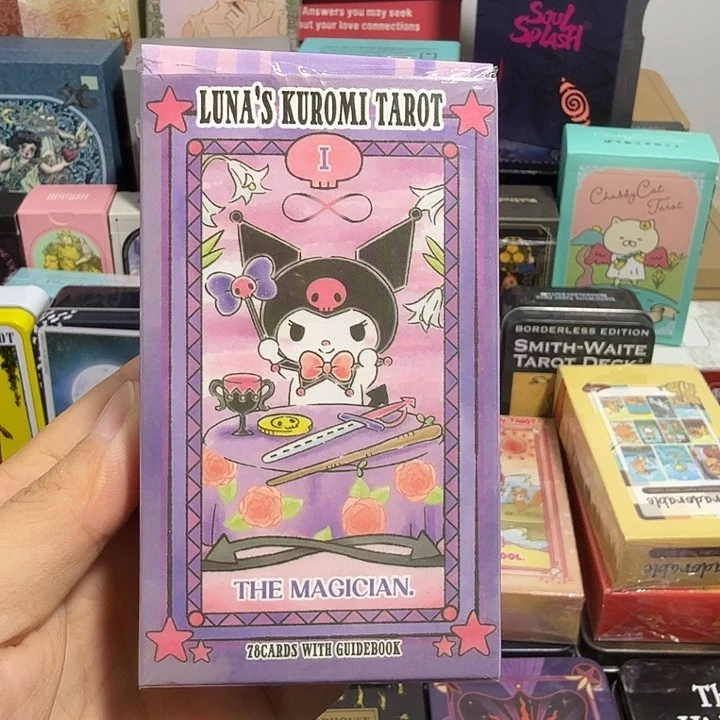 Answers you may seek
out your love connections
SOUL
SPLASH
LUNA'S KUROMI TAROT
I
ChubbyCat
Tarot
BORDERLESS EDITION
SMITH-WAITE
TAROT DECK
THE MAGICIAN.
78CARDS WITH GUIDEBOOK